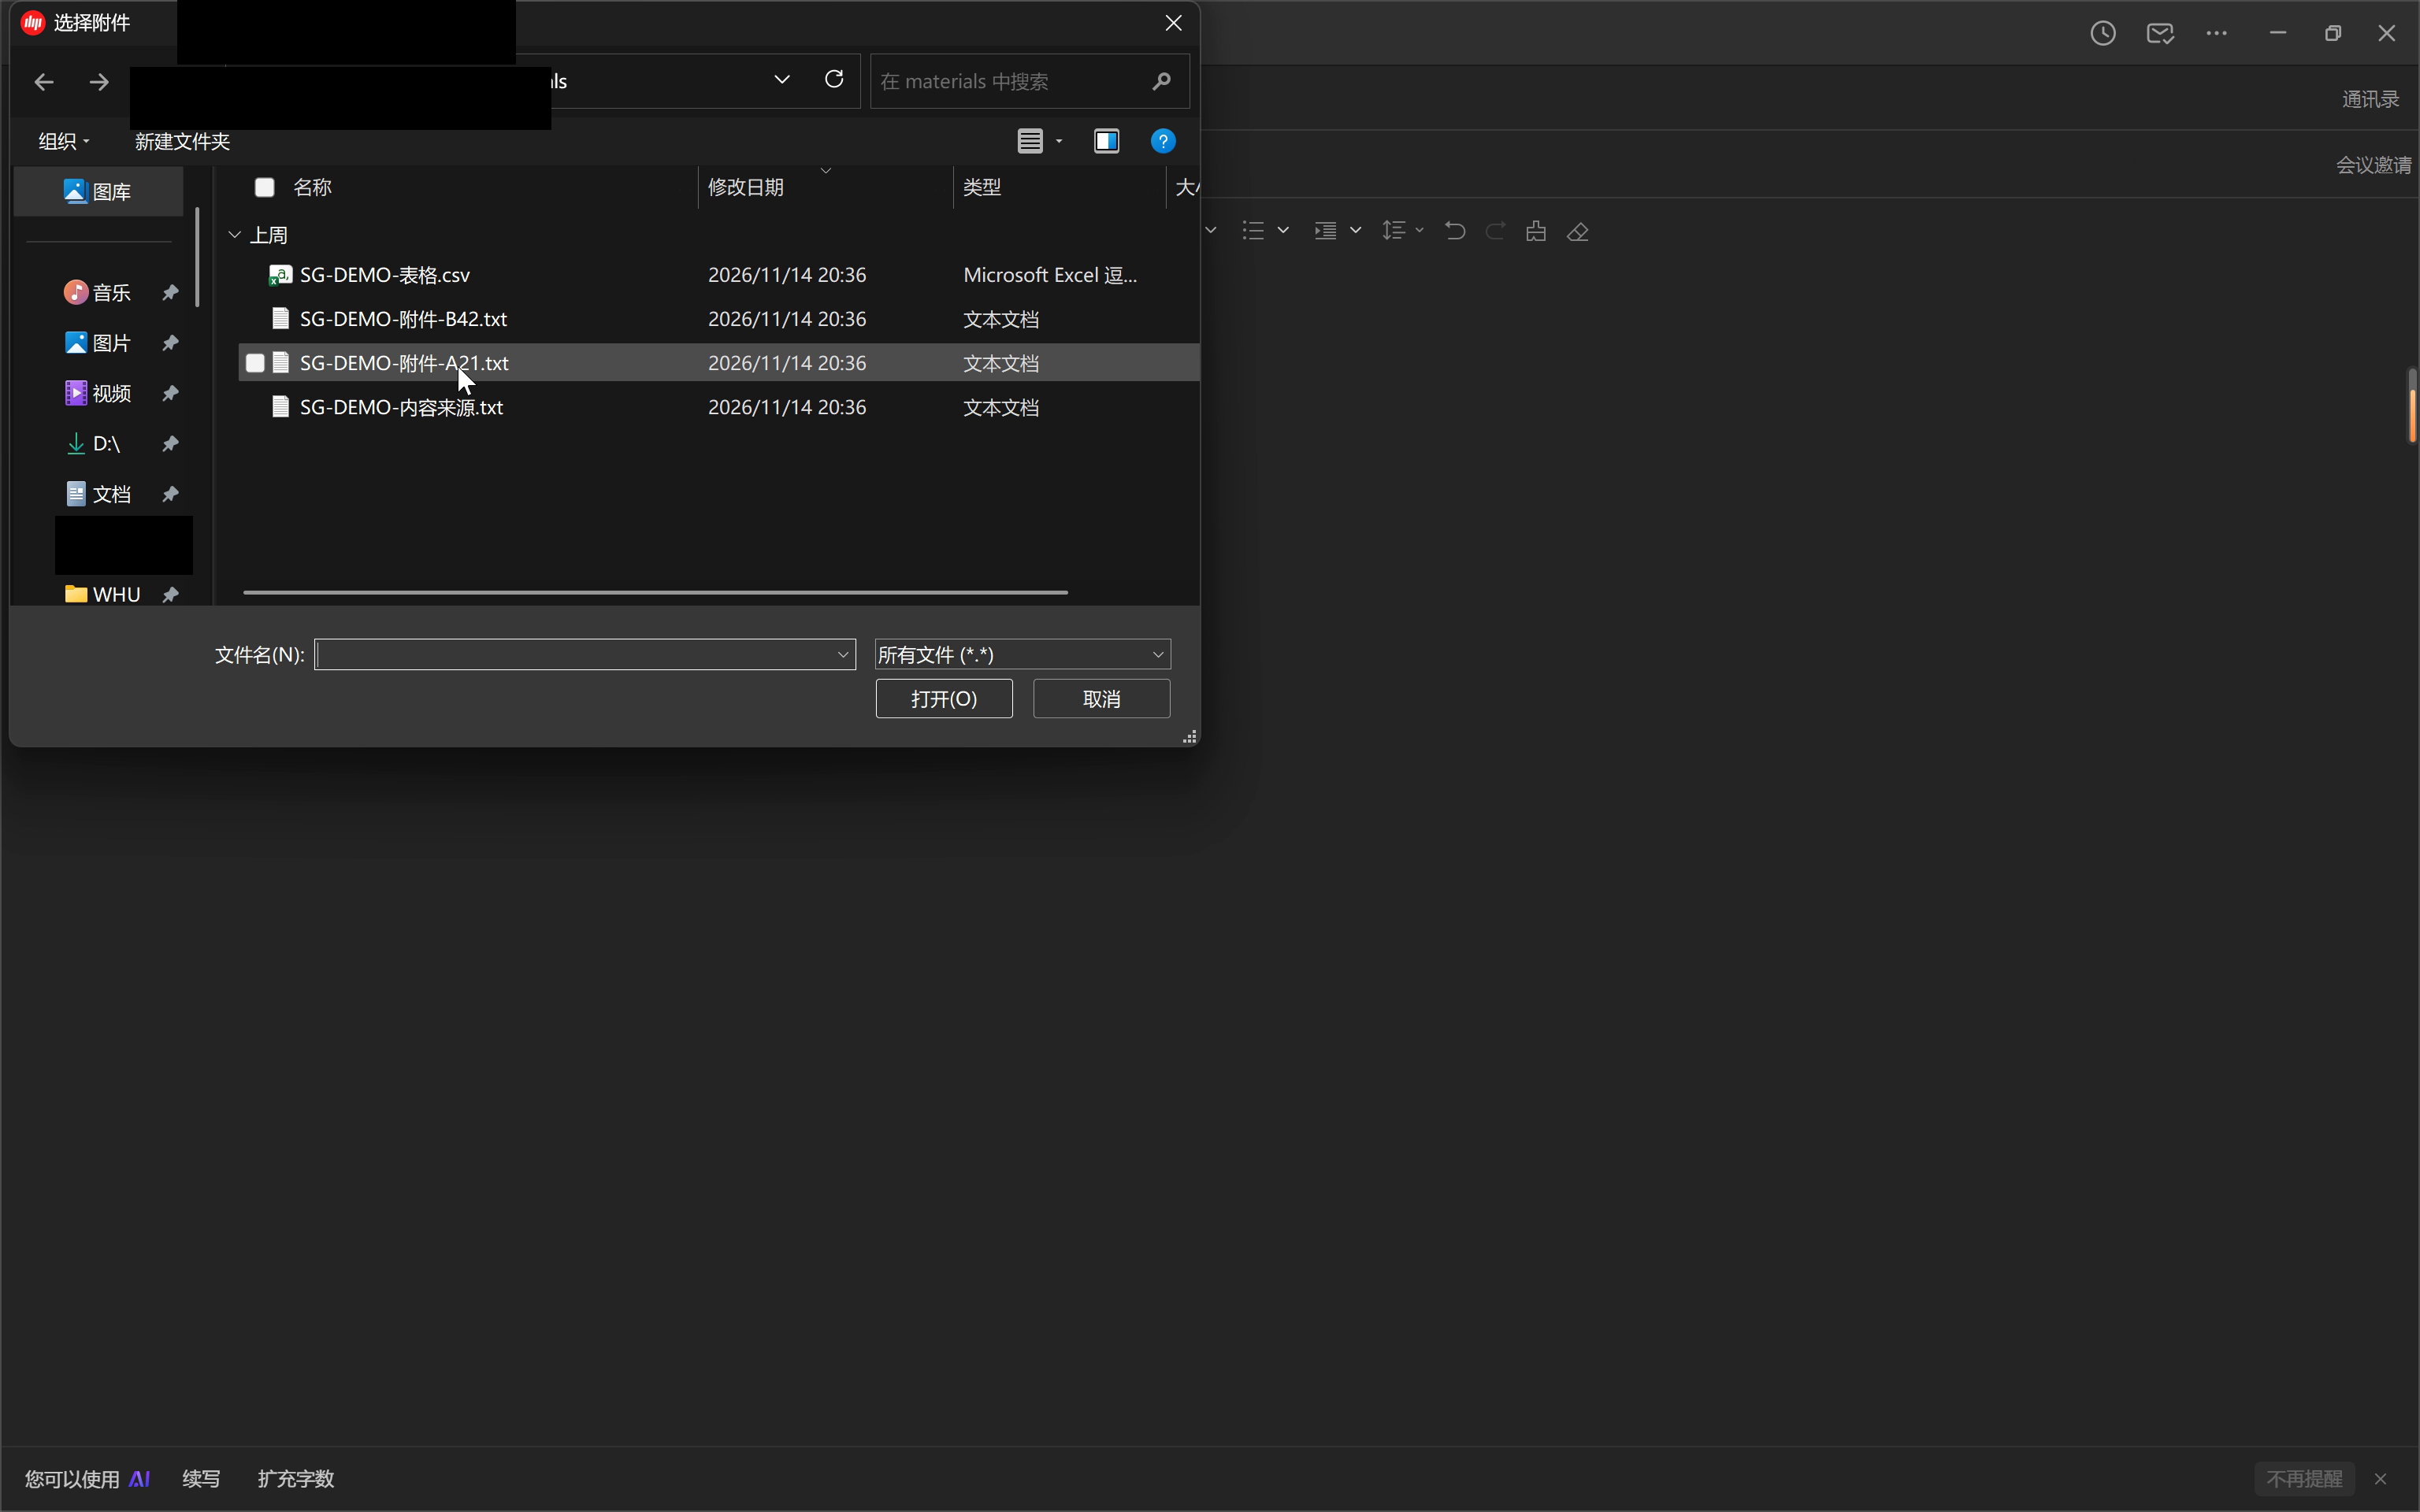 选择附件
ls
在 materials 中搜索
通讯录
组织
新建文件夹
会议邀请
图库
名称
修改日期
类型
上周
SG-DEMO-表格.csv 2026/11/14 20:36 Microsoft Excel 逗...
音乐
SG-DEMO-附件-B42.txt 2026/11/14 20:36 文本文档
图片
SG-DEMO-附件-A21.txt 2026/11/14 20:36 文本文档
视频
SG-DEMO-内容来源.txt 2026/11/14 20:36 文本文档
D:\
文档
WHU
文件名(N):
所有文件 (*.*)
打开(O)
取消
您可以使用 AI 续写 扩充字数
不再提醒